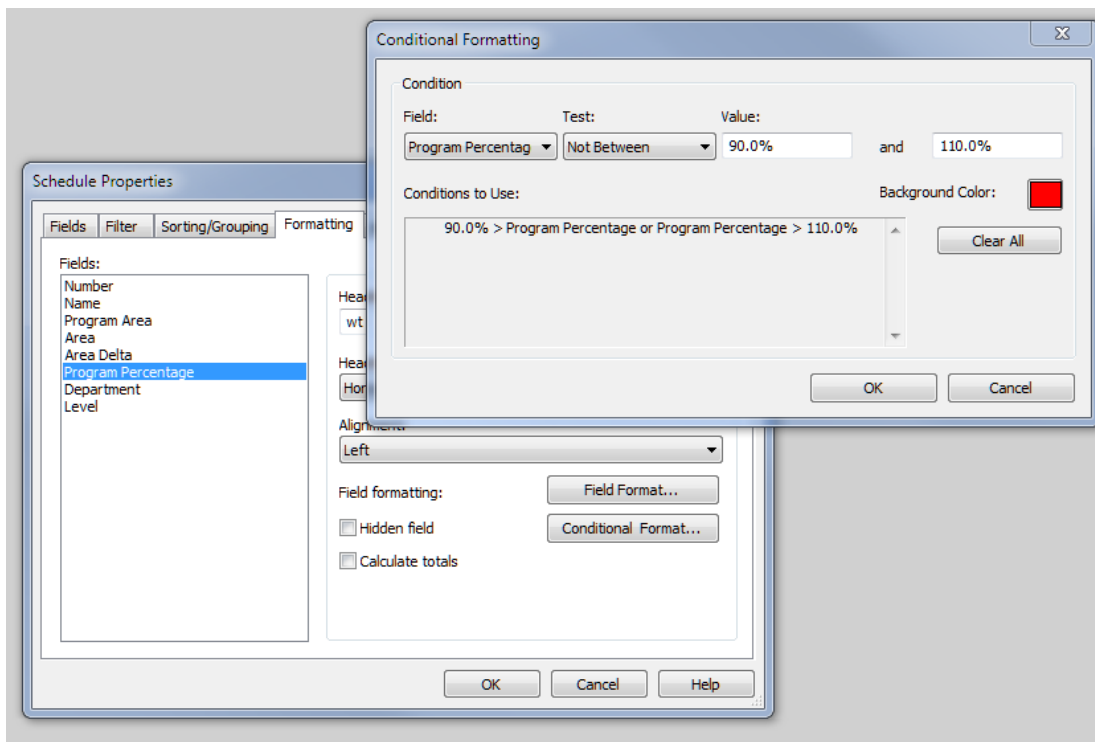 Conditional Formatting
Condition
Field: Test: Value:
Program Percentag Not Between 90.0% and 110.0%
Conditions to Use: Background Color:
90.0% > Program Percentage or Program Percentage > 110.0%
Clear All
OK Cancel
Schedule Properties
Fields Filter Sorting/Grouping Formatting
Fields:
Number
Name
Program Area
Area
Area Delta
Program Percentage
Department
Level
wt
Alignment:
Left
Field formatting: Field Format...
Hidden field Conditional Format...
Calculate totals
OK Cancel Help